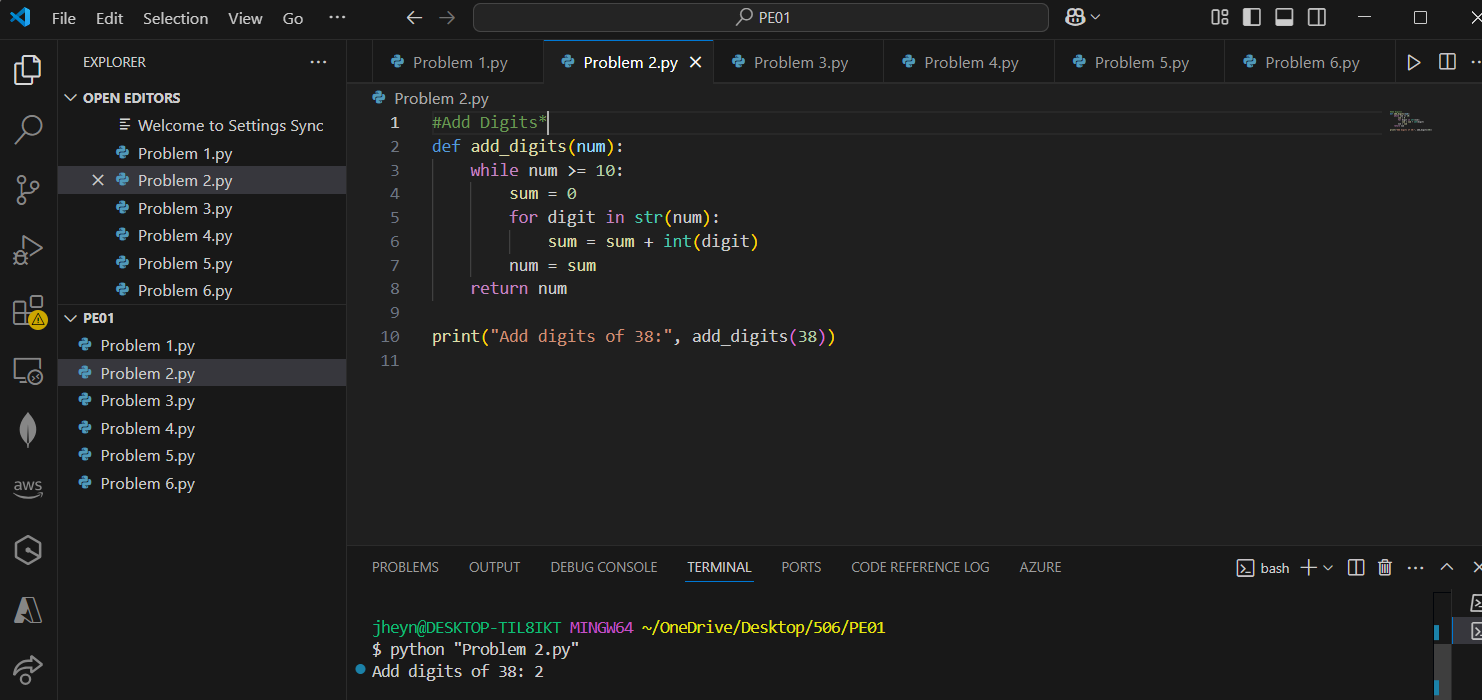 File Edit Selection View Go ··· PE01
EXPLORER ···
OPEN EDITORS
Welcome to Settings Sync
Problem 1.py
Problem 2.py
Problem 3.py
Problem 4.py
Problem 5.py
Problem 6.py
PE01
Problem 1.py
Problem 2.py
Problem 3.py
Problem 4.py
Problem 5.py
Problem 6.py
aws
Problem 1.py Problem 2.py Problem 3.py Problem 4.py Problem 5.py Problem 6.py
Problem 2.py
1 #Add Digits*
2 def add_digits(num):
3     while num >= 10:
4         sum = 0
5         for digit in str(num):
6             sum = sum + int(digit)
7         num = sum
8     return num
9
10 print("Add digits of 38:", add_digits(38))
11
PROBLEMS OUTPUT DEBUG CONSOLE TERMINAL PORTS CODE REFERENCE LOG AZURE bash
jheyn@DESKTOP-TIL8IKT MINGW64 ~/OneDrive/Desktop/506/PE01
$ python "Problem 2.py"
Add digits of 38: 2